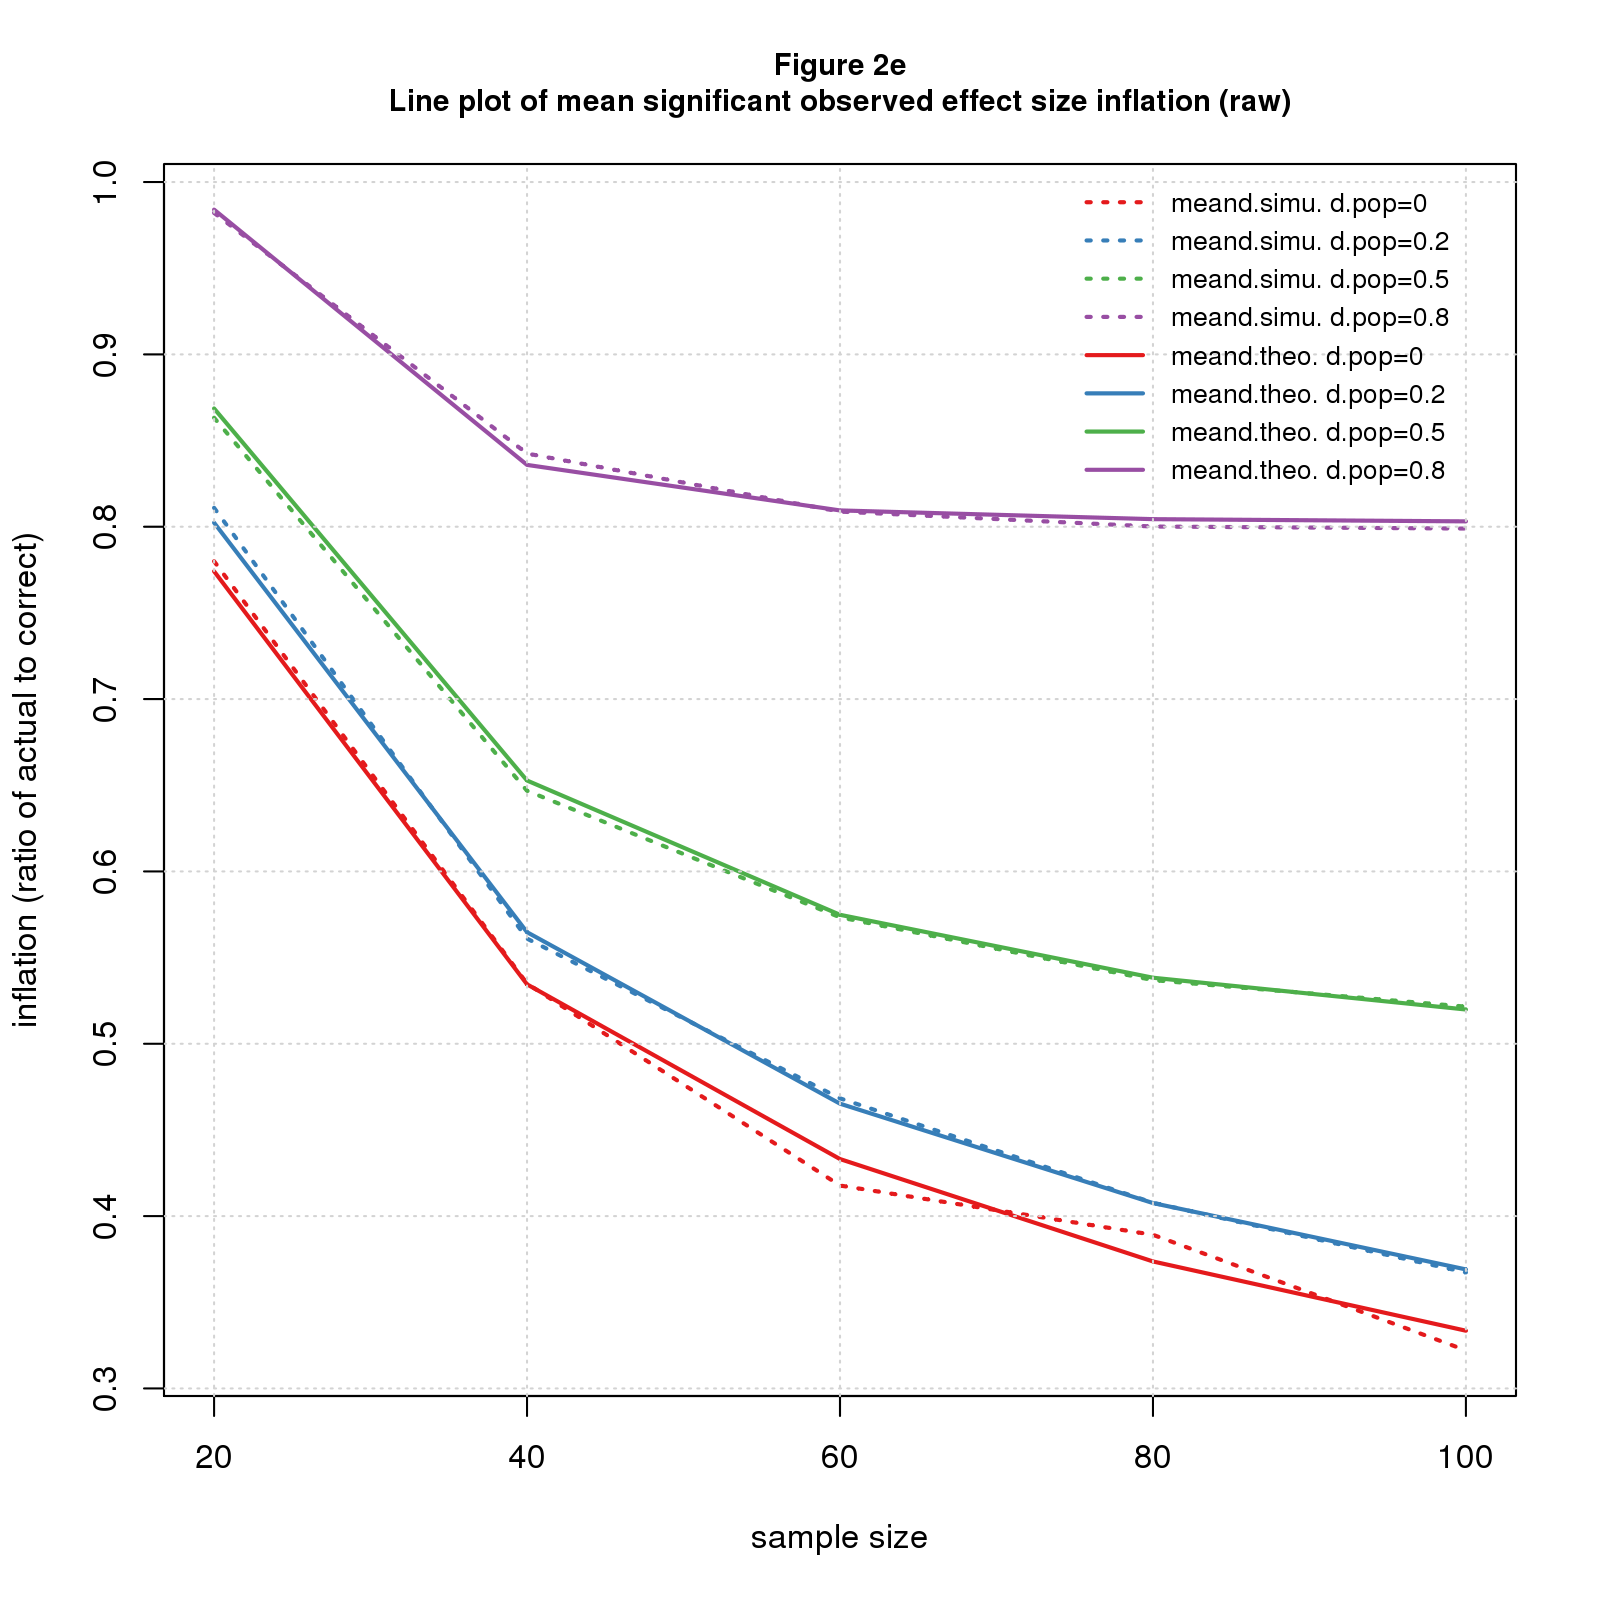 Figure 2e
Line plot of mean significant observed effect size inflation (raw)
inflation (ratio of actual to correct)
1.0
0.9
0.8
0.7
0.6
0.5
0.4
0.3
meand.simu. d.pop=0
meand.simu. d.pop=0.2
meand.simu. d.pop=0.5
meand.simu. d.pop=0.8
meand.theo. d.pop=0
meand.theo. d.pop=0.2
meand.theo. d.pop=0.5
meand.theo. d.pop=0.8
20 40 60 80 100
sample size